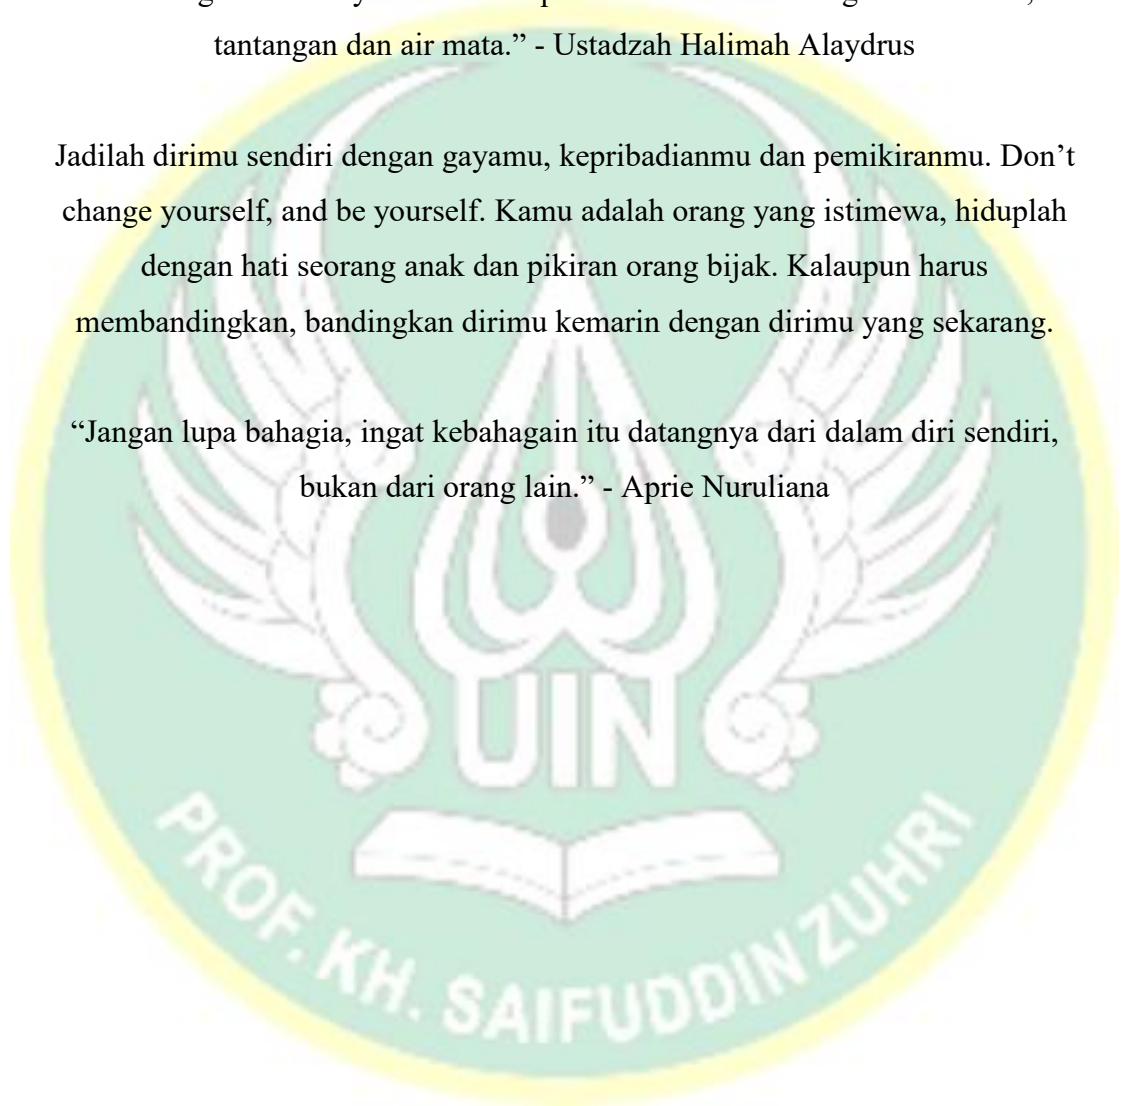 tantangan dan air mata.” - Ustadzah Halimah Alaydrus
Jadilah dirimu sendiri dengan gayamu, kepribadianmu dan pemikiranmu. Don’t
change yourself, and be yourself. Kamu adalah orang yang istimewa, hiduplah
dengan hati seorang anak dan pikiran orang bijak. Kalaupun harus
membandingkan, bandingkan dirimu kemarin dengan dirimu yang sekarang.
“Jangan lupa bahagia, ingat kebahagain itu datangnya dari dalam diri sendiri,
bukan dari orang lain.” - Aprie Nuruliana
UIN
PROF. KH. SAIFUDDIN ZUHRI